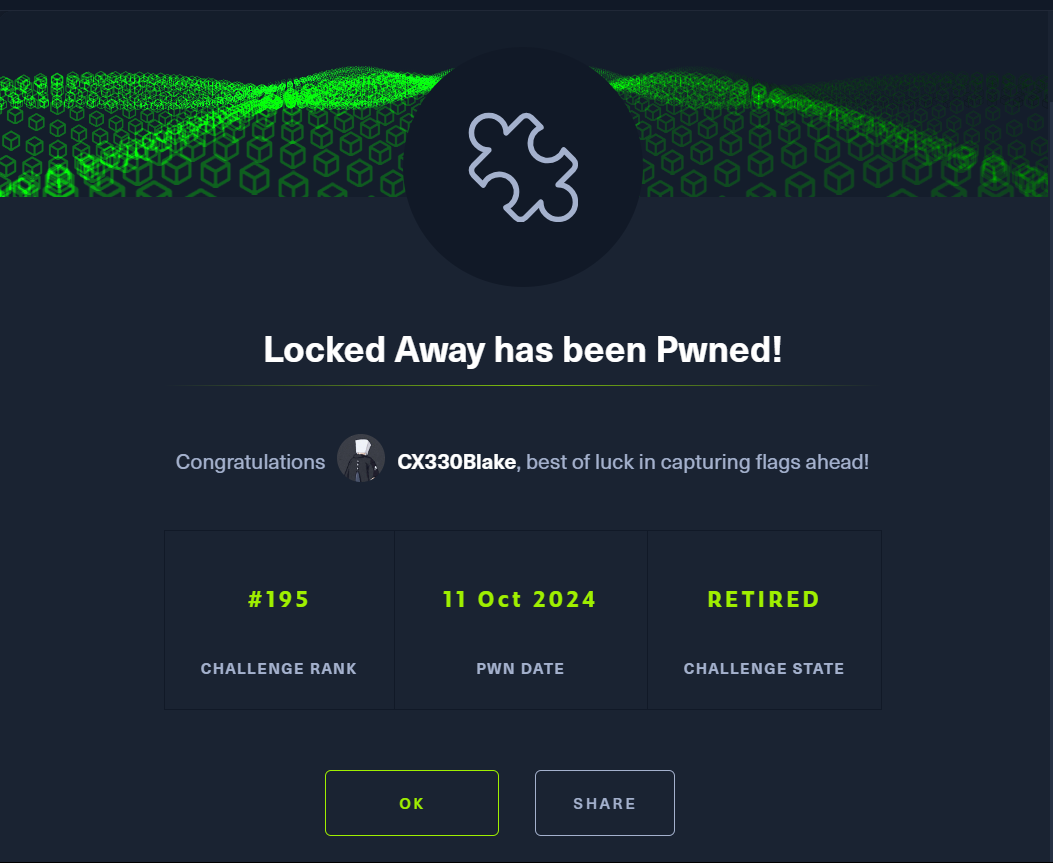 Locked Away has been Pwned!
Congratulations CX330Blake, best of luck in capturing flags ahead!
#195 11 Oct 2024 RETIRED
CHALLENGE RANK PWN DATE CHALLENGE STATE
OK SHARE